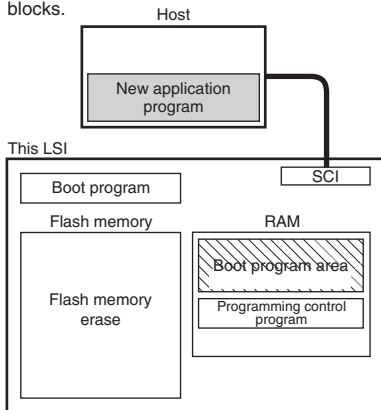 blocks.
Host
New application
program
This LSI
SCI
Boot program
Flash memory
RAM
Boot program area
Flash memory
erase
Programming control
program